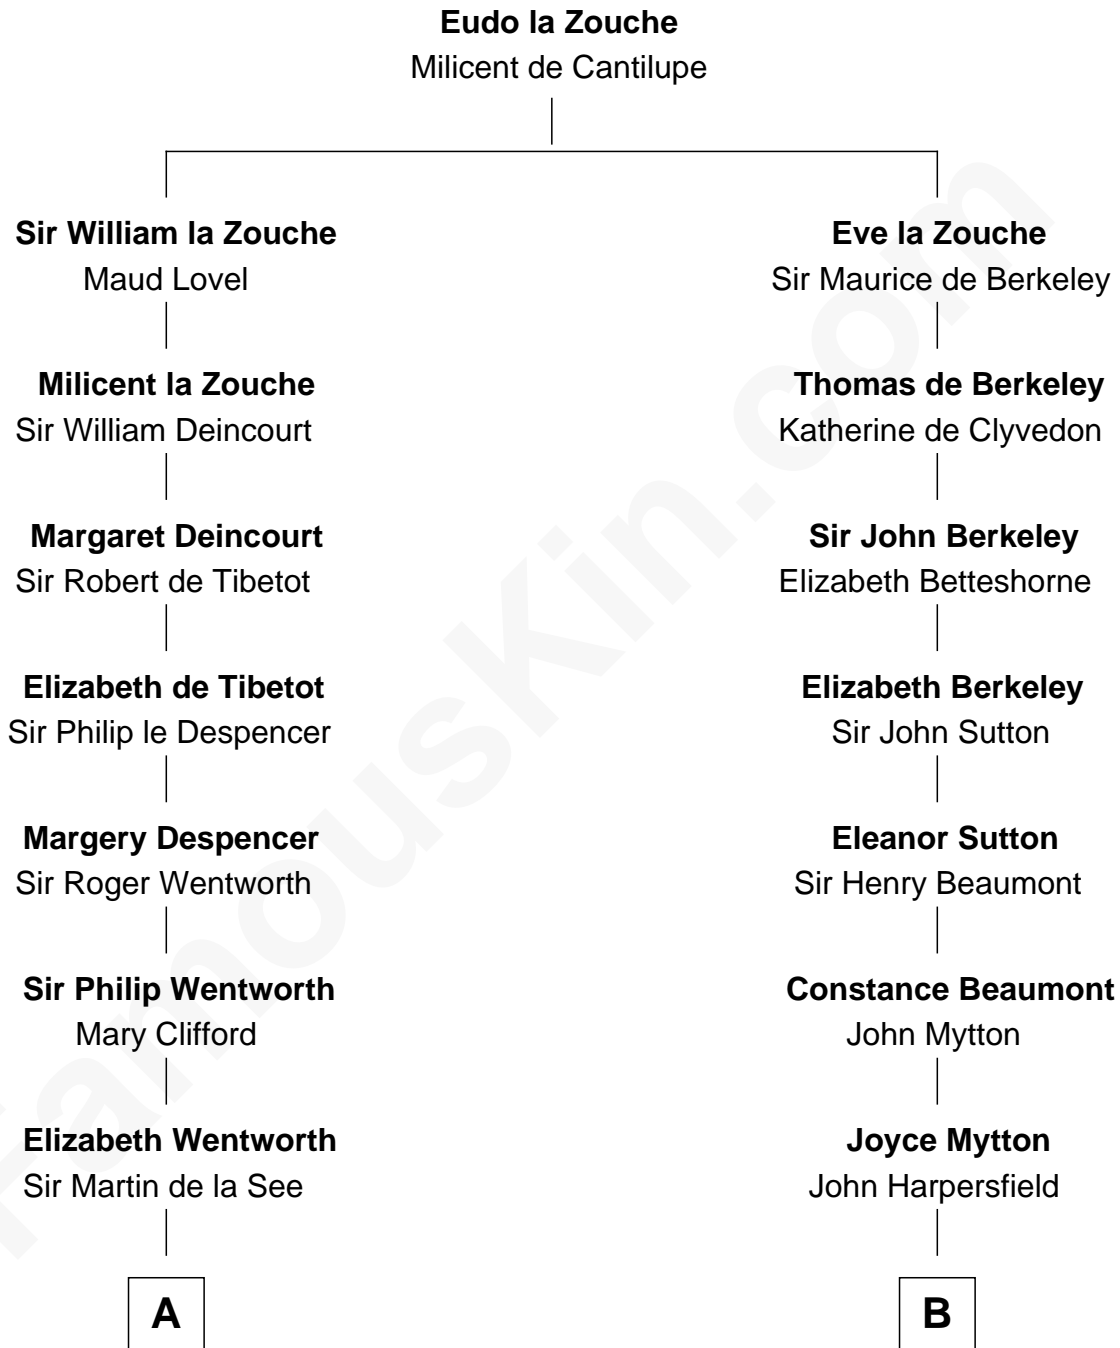 Eudo la Zouche
Milicent de Cantilupe
Sir William la Zouche
Maud Lovel
Eve la Zouche
Sir Maurice de Berkeley
Milicent la Zouche
Sir William Deincourt
Thomas de Berkeley
Katherine de Clyvedon
Margaret Deincourt
Sir Robert de Tibetot
Sir John Berkeley
Elizabeth Betteshorne
Elizabeth de Tibetot
Sir Philip le Despencer
Elizabeth Berkeley
Sir John Sutton
Margery Despencer
Sir Roger Wentworth
Eleanor Sutton
Sir Henry Beaumont
Sir Philip Wentworth
Mary Clifford
Constance Beaumont
John Mytton
Elizabeth Wentworth
Sir Martin de la See
Joyce Mytton
John Harpersfield
A
B
FamousKin.com